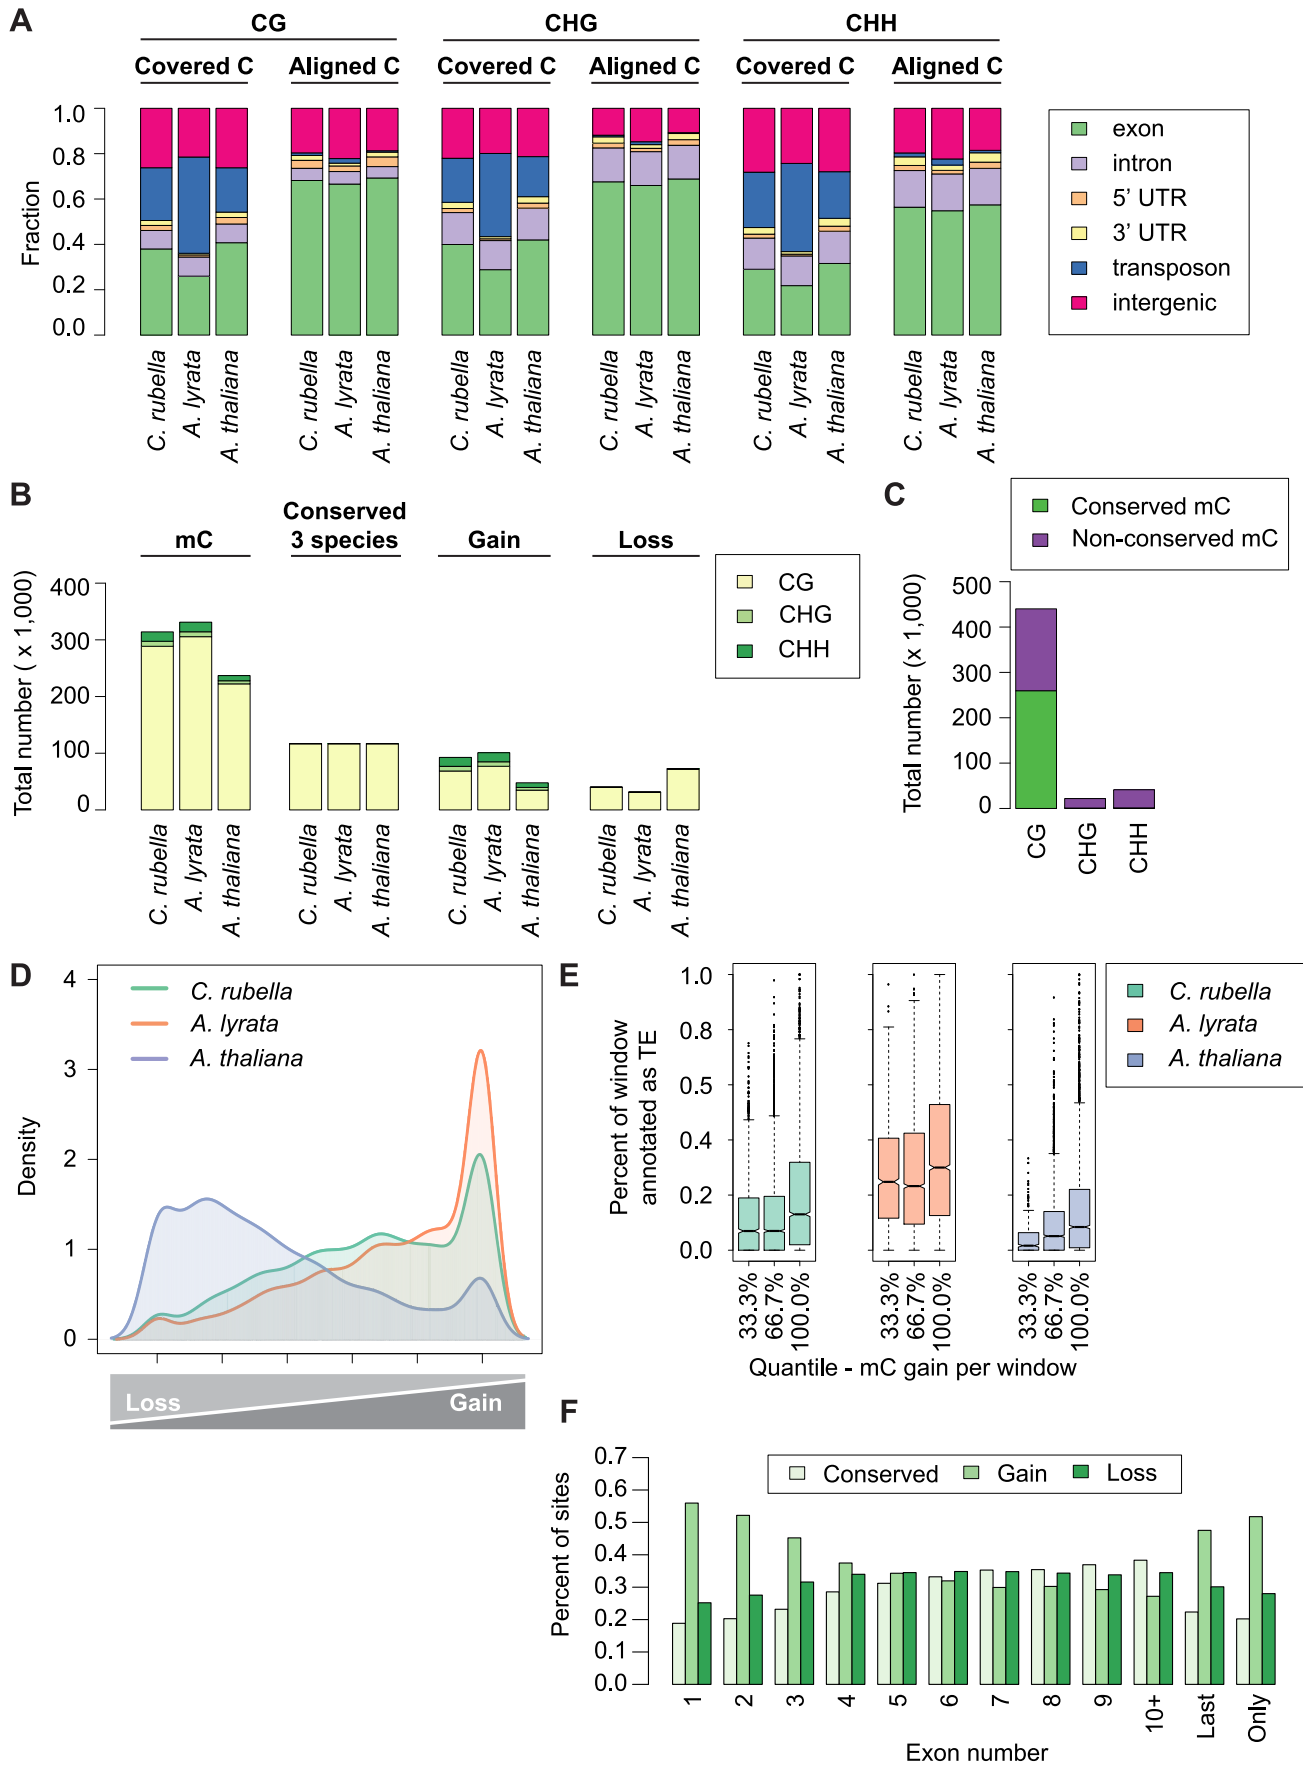 A
CG CHG CHH
Covered C Aligned C Covered C Aligned C Covered C Aligned C
Fraction
1.0
0.8
0.6
0.4
0.2
0.0
C. rubella A. lyrata A. thaliana C. rubella A. lyrata A. thaliana C. rubella A. lyrata A. thaliana C. rubella A. lyrata A. thaliana C. rubella A. lyrata A. thaliana C. rubella A. lyrata A. thaliana
exon
intron
5' UTR
3' UTR
transposon
intergenic
B
mC Conserved 3 species Gain Loss
Total number ( x 1,000)
400
300
200
100
0
C. rubella A. lyrata A. thaliana C. rubella A. lyrata A. thaliana C. rubella A. lyrata A. thaliana C. rubella A. lyrata A. thaliana
CG
CHG
CHH
C
Conserved mC
Non-conserved mC
Total number (x 1,000)
500
400
300
200
100
0
CG CHG CHH
D
C. rubella
A. lyrata
A. thaliana
Density
4
3
2
1
0
Loss Gain
E
Percent of window
annotated as TE
1.0
0.8
0.5
0.4
0.2
0.0
33.3% 66.7% 100.0% 33.3% 66.7% 100.0% 33.3% 66.7% 100.0%
Quantile - mC gain per window
C. rubella
A. lyrata
A. thaliana
F
Percent of sites
0.7
0.6
0.5
0.4
0.3
0.2
0.1
0.0
Conserved Gain Loss
1 2 3 4 5 6 7 8 9 10+ Last Only
Exon number